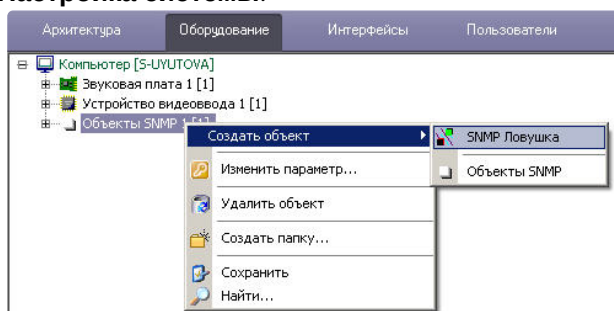 Настройка системы.
Архитектура Оборудование Интерфейсы Пользователи
Компьютер [S-UYUTOVA]
Звуковая плата 1 [1]
Устройство видеоввода 1 [1]
Объекты SNMP 1 [1]
Создать объект
SNMP Ловушка
Изменить параметр...
Объекты SNMP
Удалить объект
Создать папку...
Сохранить
Найти...